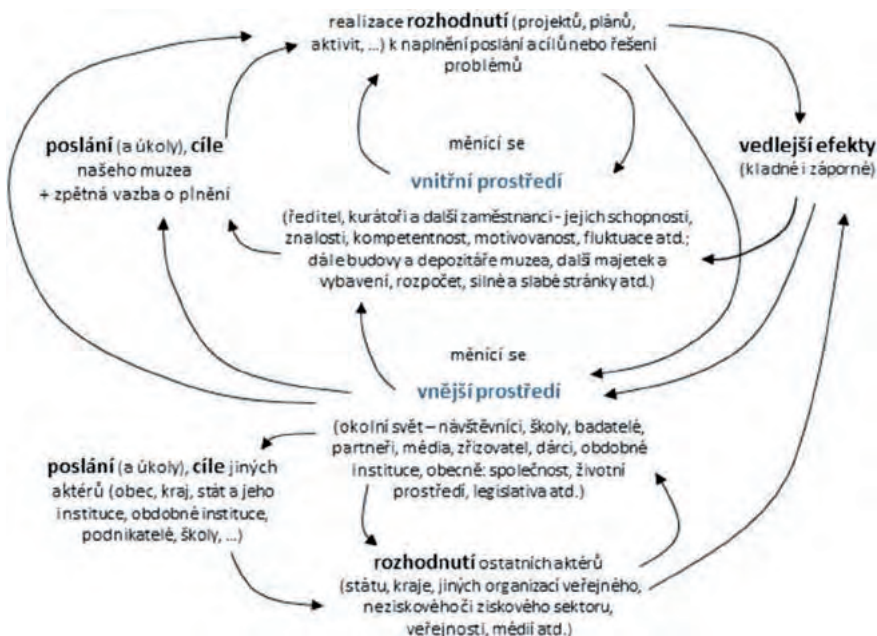 realizace rozhodnutí (projektů, plánů,
aktivit, ...) k naplnění poslání a cílů nebo řešení
problémů
poslání (a úkoly), cíle
našeho muzea
+ zpětná vazba o plnění
měnící se
vnitřní prostředí
(ředitel, kurátoři a další zaměstnanci - jejich schopnosti,
znalosti, kompetentnost, motivovanost, fluktuace atd.;
dále budovy a depozitáře muzea, další majetek a
vybavení, rozpočet, silné a slabé stránky atd.)
vedlejší efekty
(kladné i záporné)
měnící se
vnější prostředí
(okolní svět – návštěvníci, školy, badatelé,
partneři, média, zřizovatel, dárci, obdobné
instituce, obecně: společnost, životní
prostředí, legislativa atd.)
poslání (a úkoly), cíle jiných
aktérů (obec, kraj, stát a jeho
instituce, obdobné instituce,
podnikatelé, školy, ...)
rozhodnutí ostatních aktérů
(státu, kraje, jiných organizací veřejného,
neziskového či ziskového sektoru,
veřejnosti, médií atd.)